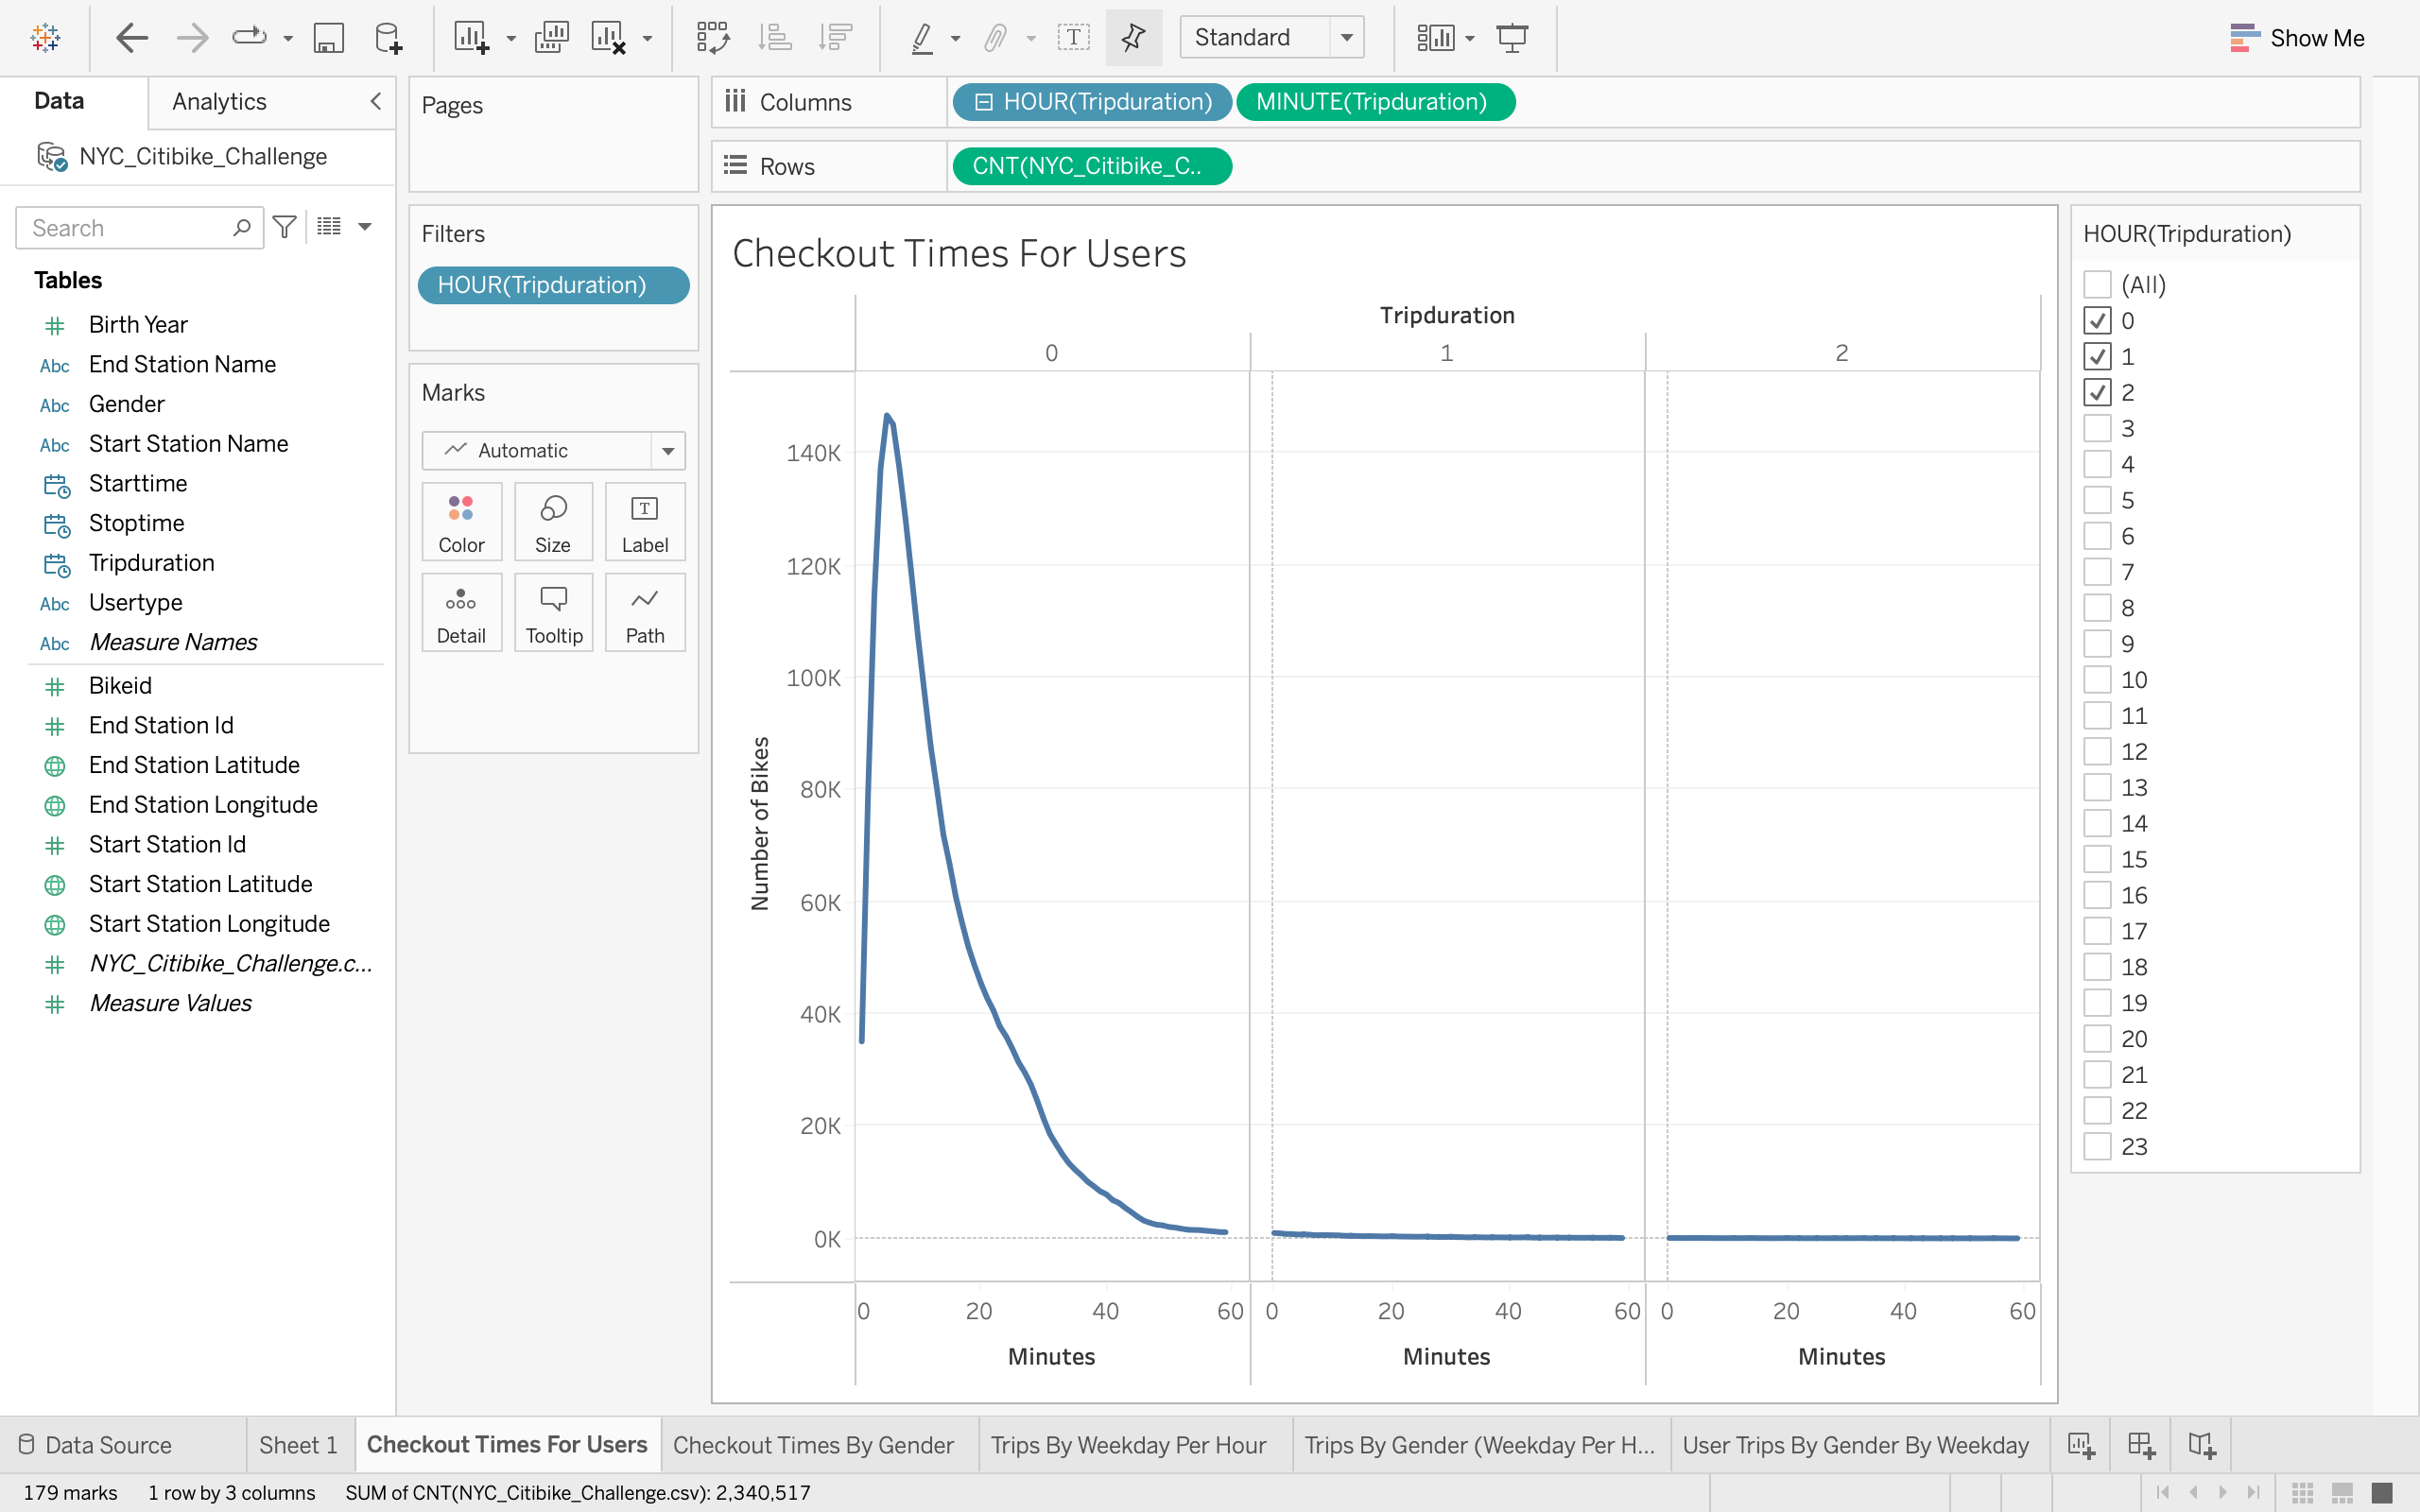 Standard
Show Me
Data
Analytics
NYC_Citibike_Challenge
Search
Tables
Birth Year
Abc End Station Name
Abc Gender
Abc Start Station Name
Starttime
Stoptime
Tripduration
Abc Usertype
Abc Measure Names
Bikeid
End Station Id
End Station Latitude
End Station Longitude
Start Station Id
Start Station Latitude
Start Station Longitude
NYC_Citibike_Challenge.c...
Measure Values
Pages
Filters
HOUR(Tripduration)
Marks
Automatic
Color Size Label
Detail Tooltip Path
Columns HOUR(Tripduration) MINUTE(Tripduration)
Rows CNT(NYC_Citibike_C..
Checkout Times For Users
Tripduration
0 1 2
Number of Bikes
140K
120K
100K
80K
60K
40K
20K
0K
0 20 40 60 0 20 40 60 0 20 40 60
Minutes Minutes Minutes
HOUR(Tripduration)
(All)
0
1
2
3
4
5
6
7
8
9
10
11
12
13
14
15
16
17
18
19
20
21
22
23
Data Source Sheet 1 Checkout Times For Users Checkout Times By Gender Trips By Weekday Per Hour Trips By Gender (Weekday Per H... User Trips By Gender By Weekday
179 marks 1 row by 3 columns SUM of CNT(NYC_Citibike_Challenge.csv): 2,340,517